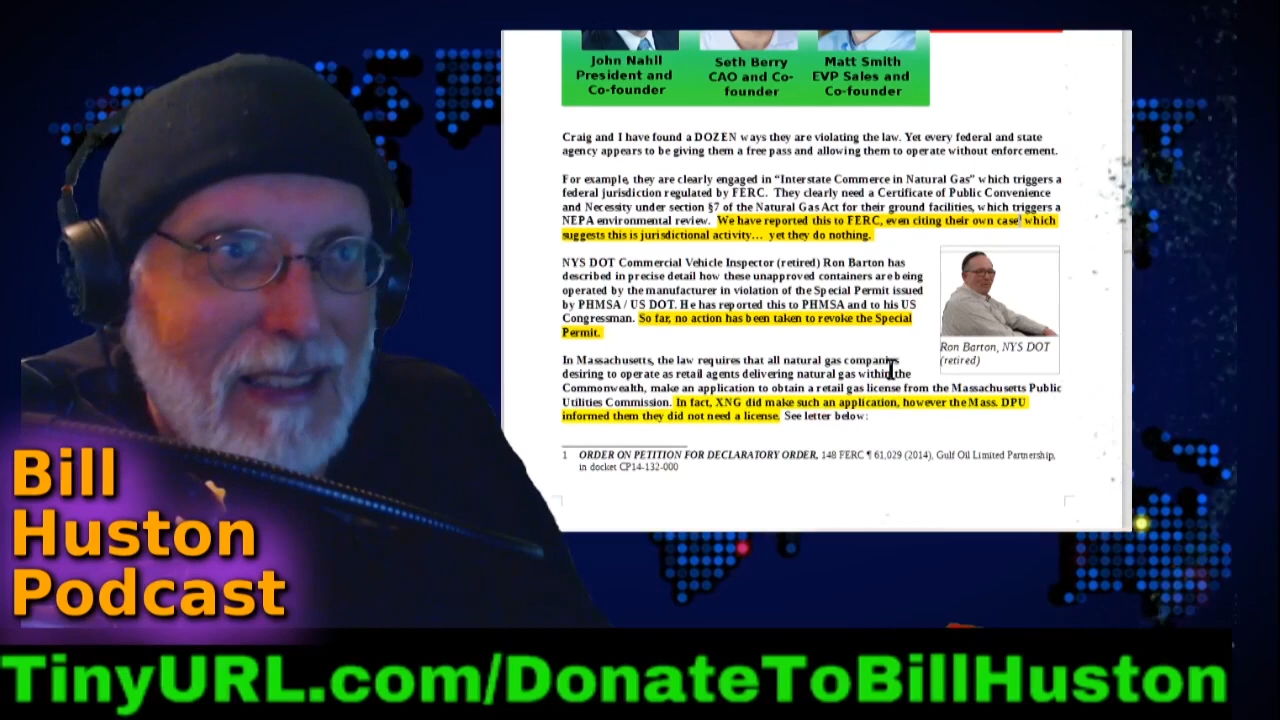 John Nahll
President and
Co-founder
Seth Berry
CAO and Co-
founder
Matt Smith
EVP Sales and
Co-founder
Craig and I have found a DOZEN ways they are violating the law. Yet every federal and state
agency appears to be giving them a free pass and allowing them to operate without enforcement.
For example, they are clearly engaged in “Interstate Commerce in Natural Gas” which triggers a
federal jurisdiction regulated by FERC. They clearly need a Certificate of Public Convenience
and Necessity under section §7 of the Natural Gas Act for their ground facilities, which triggers a
NEPA environmental review. We have reported this to FERC, even citing their own case¹ which
suggests this is jurisdictional activity… yet they do nothing.
NYS DOT Commercial Vehicle Inspector (retired) Ron Barton has
described in precise detail how these unapproved containers are being
operated by the manufacturer in violation of the Special Permit issued
by PHMSA / US DOT. He has reported this to PHMSA and to his US
Congressman. So far, no action has been taken to revoke the Special
Permit.
Ron Barton, NYS DOT
(retired)
In Massachusetts, the law requires that all natural gas companies
desiring to operate as retail agents delivering natural gas within the
Commonwealth, make an application to obtain a retail gas license from the Massachusetts Public
Utilities Commission. In fact, XNG did make such an application, however the Mass. DPU
informed them they did not need a license. See letter below:
1 ORDER ON PETITION FOR DECLARATORY ORDER, 148 FERC ¶ 61,029 (2014), Gulf Oil Limited Partnership,
in docket CP14-132-000
Bill
Huston
Podcast
TinyURL.com/DonateToBillHuston